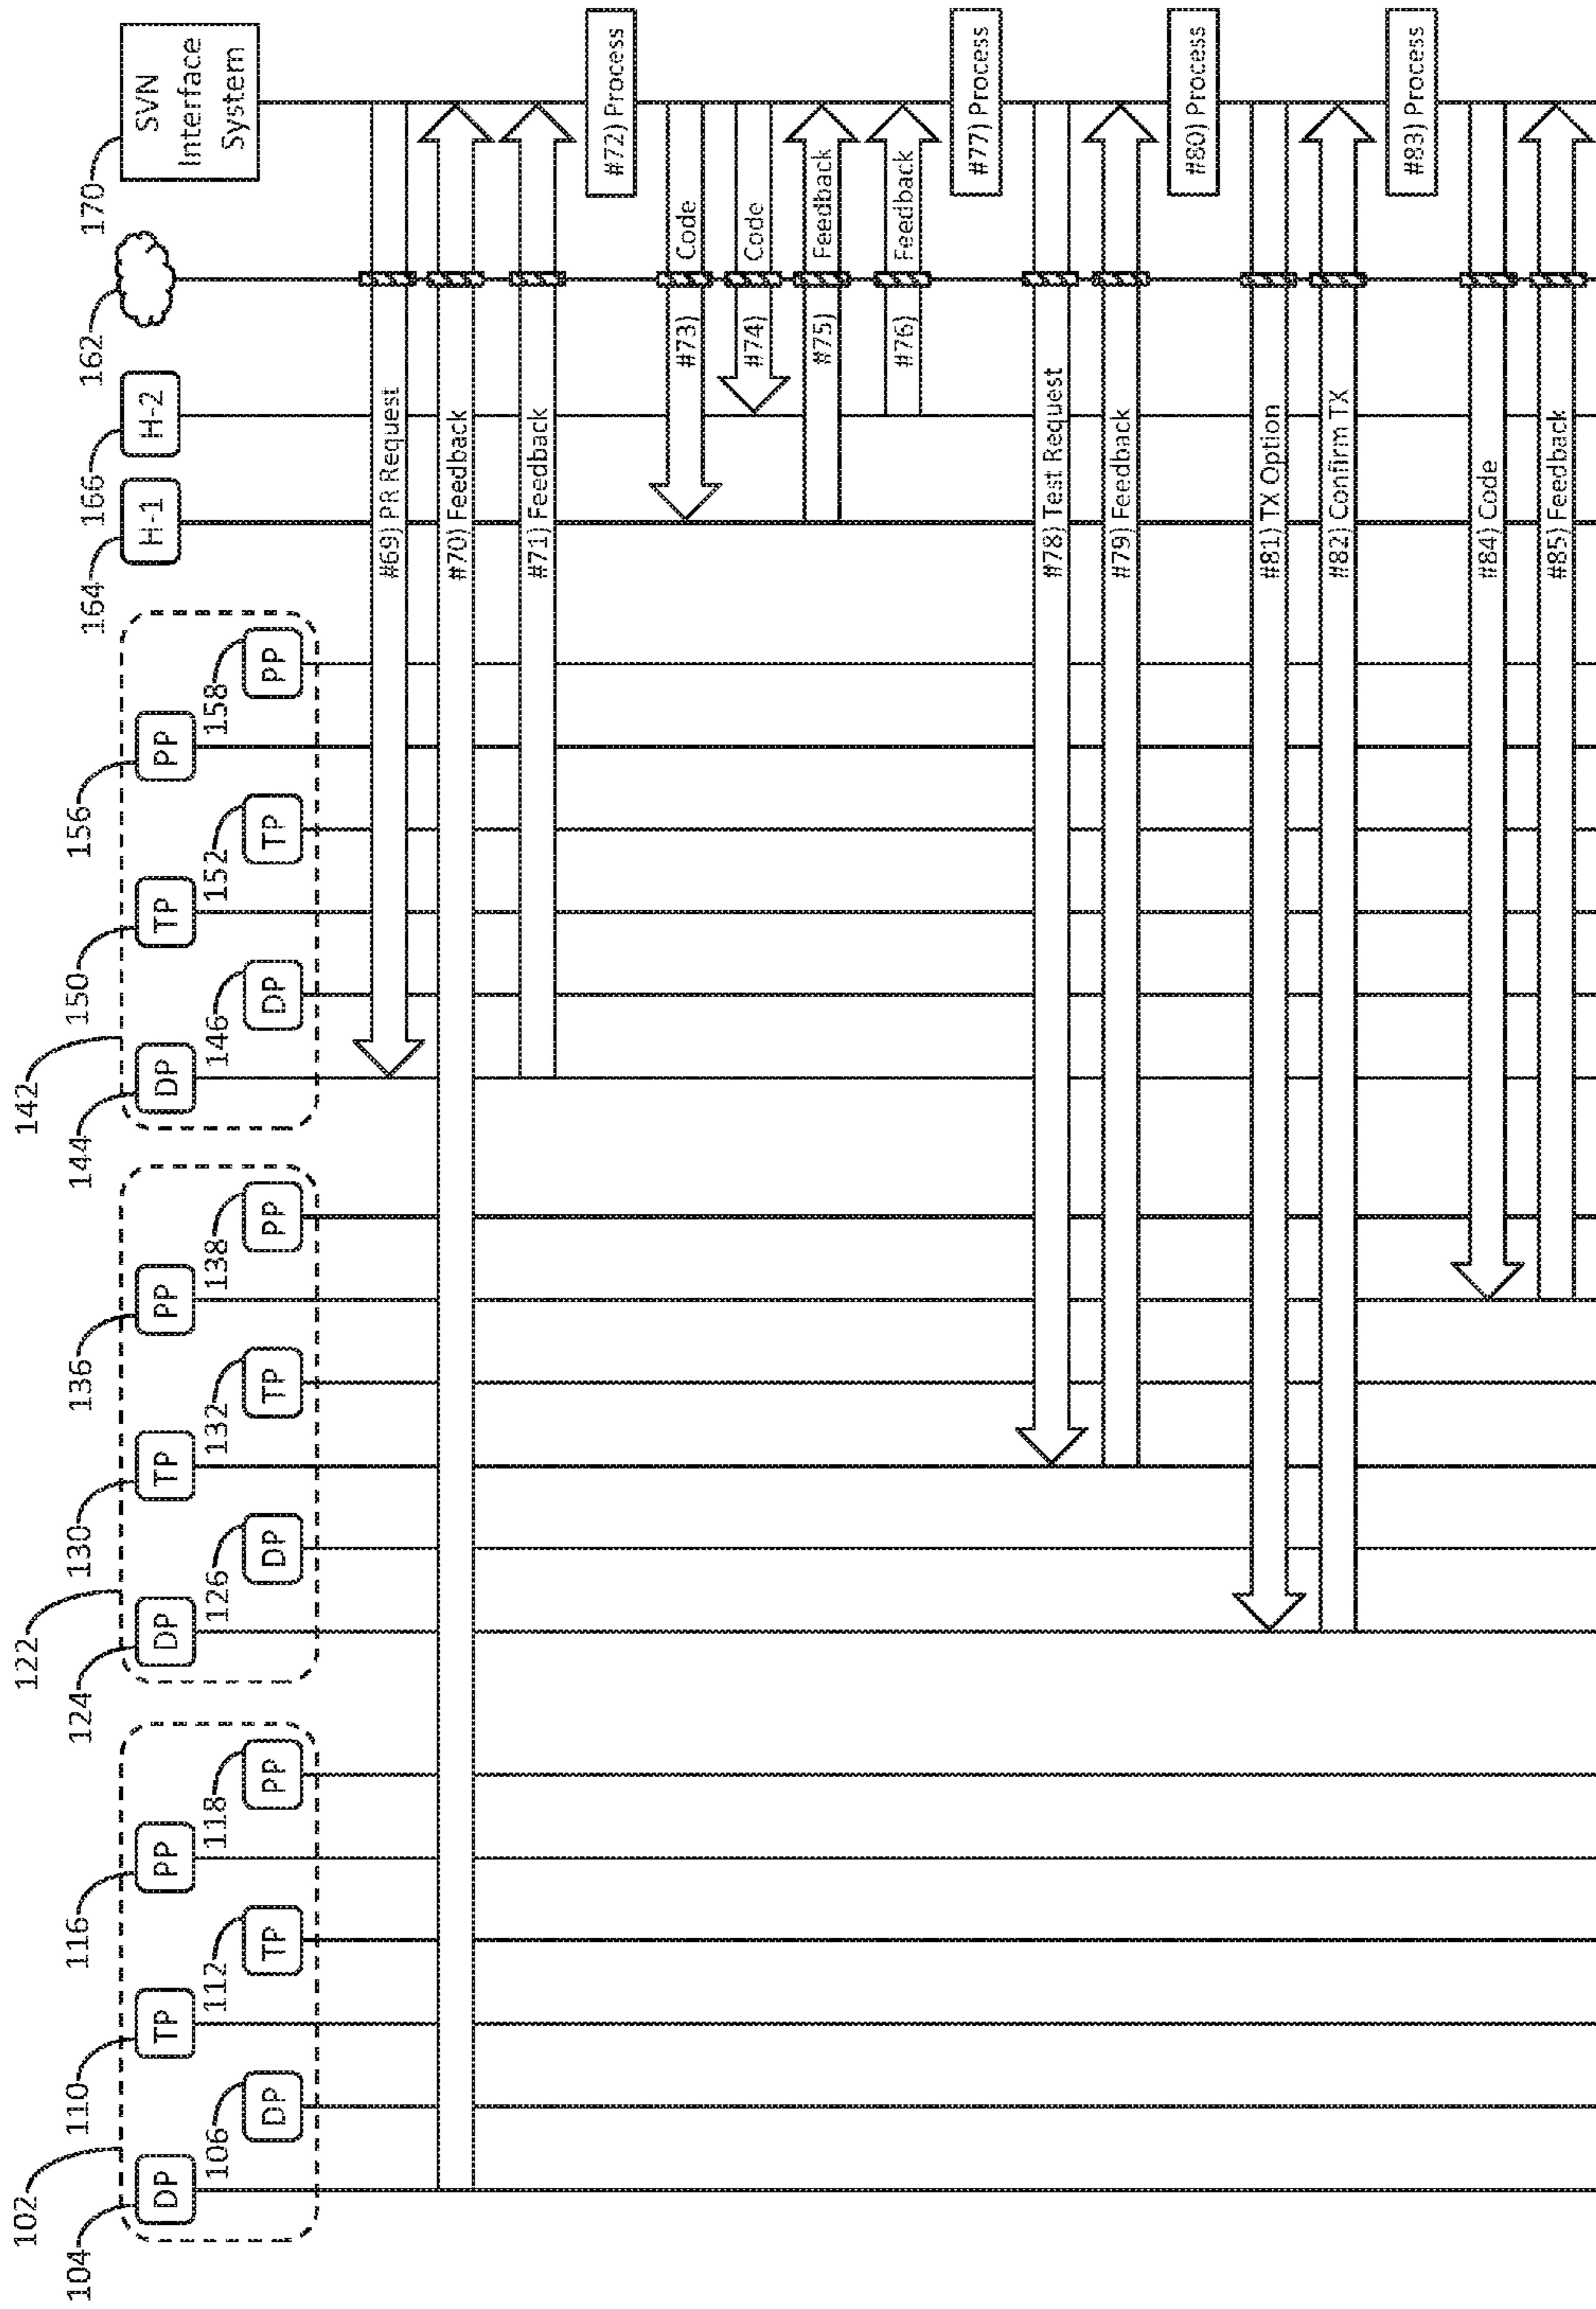 102
122
142
104
110
116
124
130
136
144
150
156
164
166
162
170
DP
TP
PP
DP
TP
PP
DP
TP
PP
H-1
H-2
SVN
Interface
System
106
112
118
126
132
138
146
152
158
DP
TP
PP
DP
TP
PP
DP
TP
PP
#69) PR Request
#70) Feedback
#71) Feedback
#72) Process
#73) Code
#74) Code
#75) Feedback
#76) Feedback
#77) Process
#78) Test Request
#79) Feedback
#80) Process
#81) TX Option
#82) Confirm TX
#83) Process
#84) Code
#85) Feedback